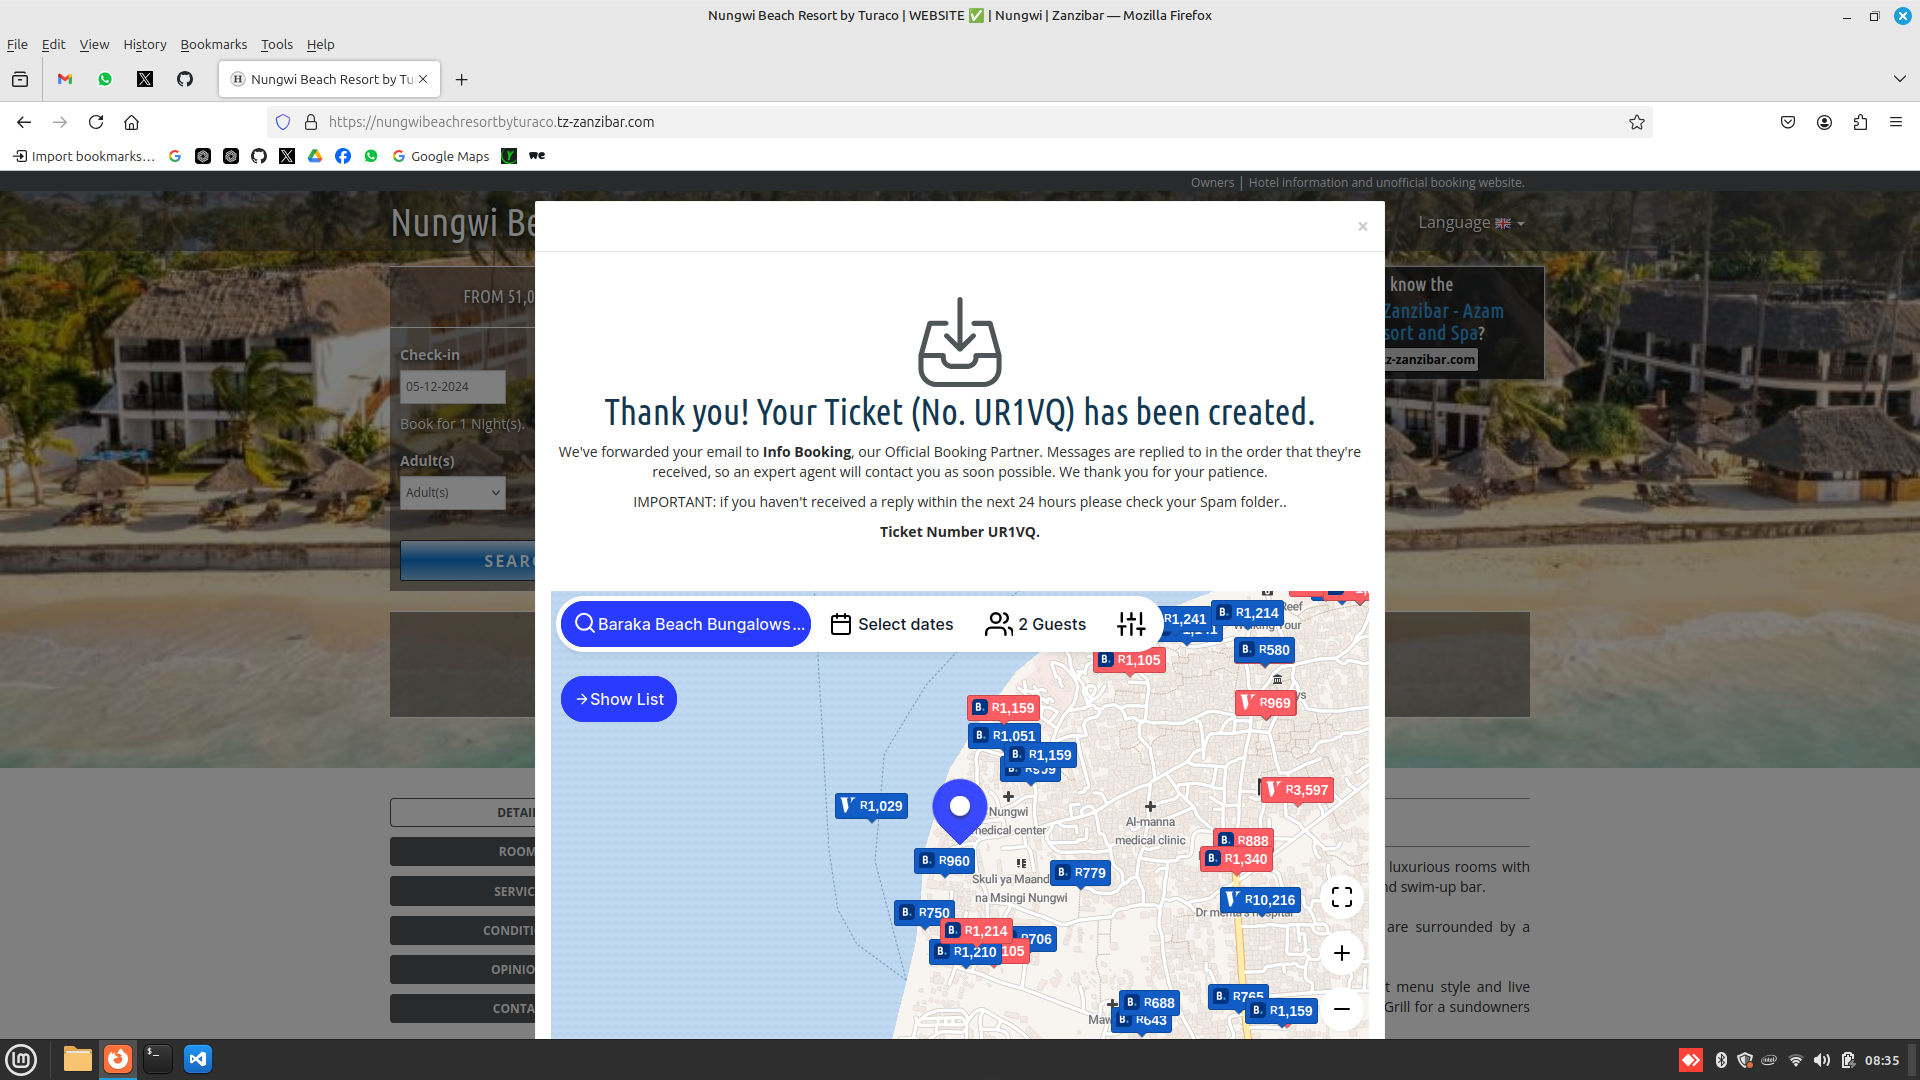 Nungwi Beach Resort by Turaco | WEBSITE ✅ | Nungwi | Zanzibar — Mozilla Firefox
File Edit View History Bookmarks Tools Help
Nungwi Beach Resort by Tu
https://nungwibeachresortbyturaco.tz-zanzibar.com
Import bookmarks… Google Maps
Owners | Hotel information and unofficial booking website.
Nungwi Be
Language
FROM 51,0
know the
Zanzibar - Azam
sort and Spa?
z-zanzibar.com
Check-in
05-12-2024
Book for 1 Night(s).
Adult(s)
Adult(s)
SEARC
×
Thank you! Your Ticket (No. UR1VQ) has been created.
We've forwarded your email to Info Booking, our Official Booking Partner. Messages are replied to in the order that they're
received, so an expert agent will contact you as soon possible. We thank you for your patience.
IMPORTANT: if you haven't received a reply within the next 24 hours please check your Spam folder..
Ticket Number UR1VQ.
Baraka Beach Bungalows... Select dates 2 Guests
Show List
R1,241
B. R1,214
Reef
Your
B. R580
B. R1,105
V R969
B. R1,159
B. R1,051
B. R1,159
V R3,597
V R1,029
Nungwi
medical center
Al-manna
medical clinic
B. R888
B. R1,340
B. R960
Skuli ya Maand
na Msingi Nungwi
B. R779
V R10,216
B. R750
B. R1,214
R706
B. R1,210
105
B. R688
B. R643
B. R765
B. R1,159
DETAI
ROOM
SERVIC
CONDITI
OPINIO
CONTA
luxurious rooms with
nd swim-up bar.
are surrounded by a
t menu style and live
Grill for a sundowners
08:35